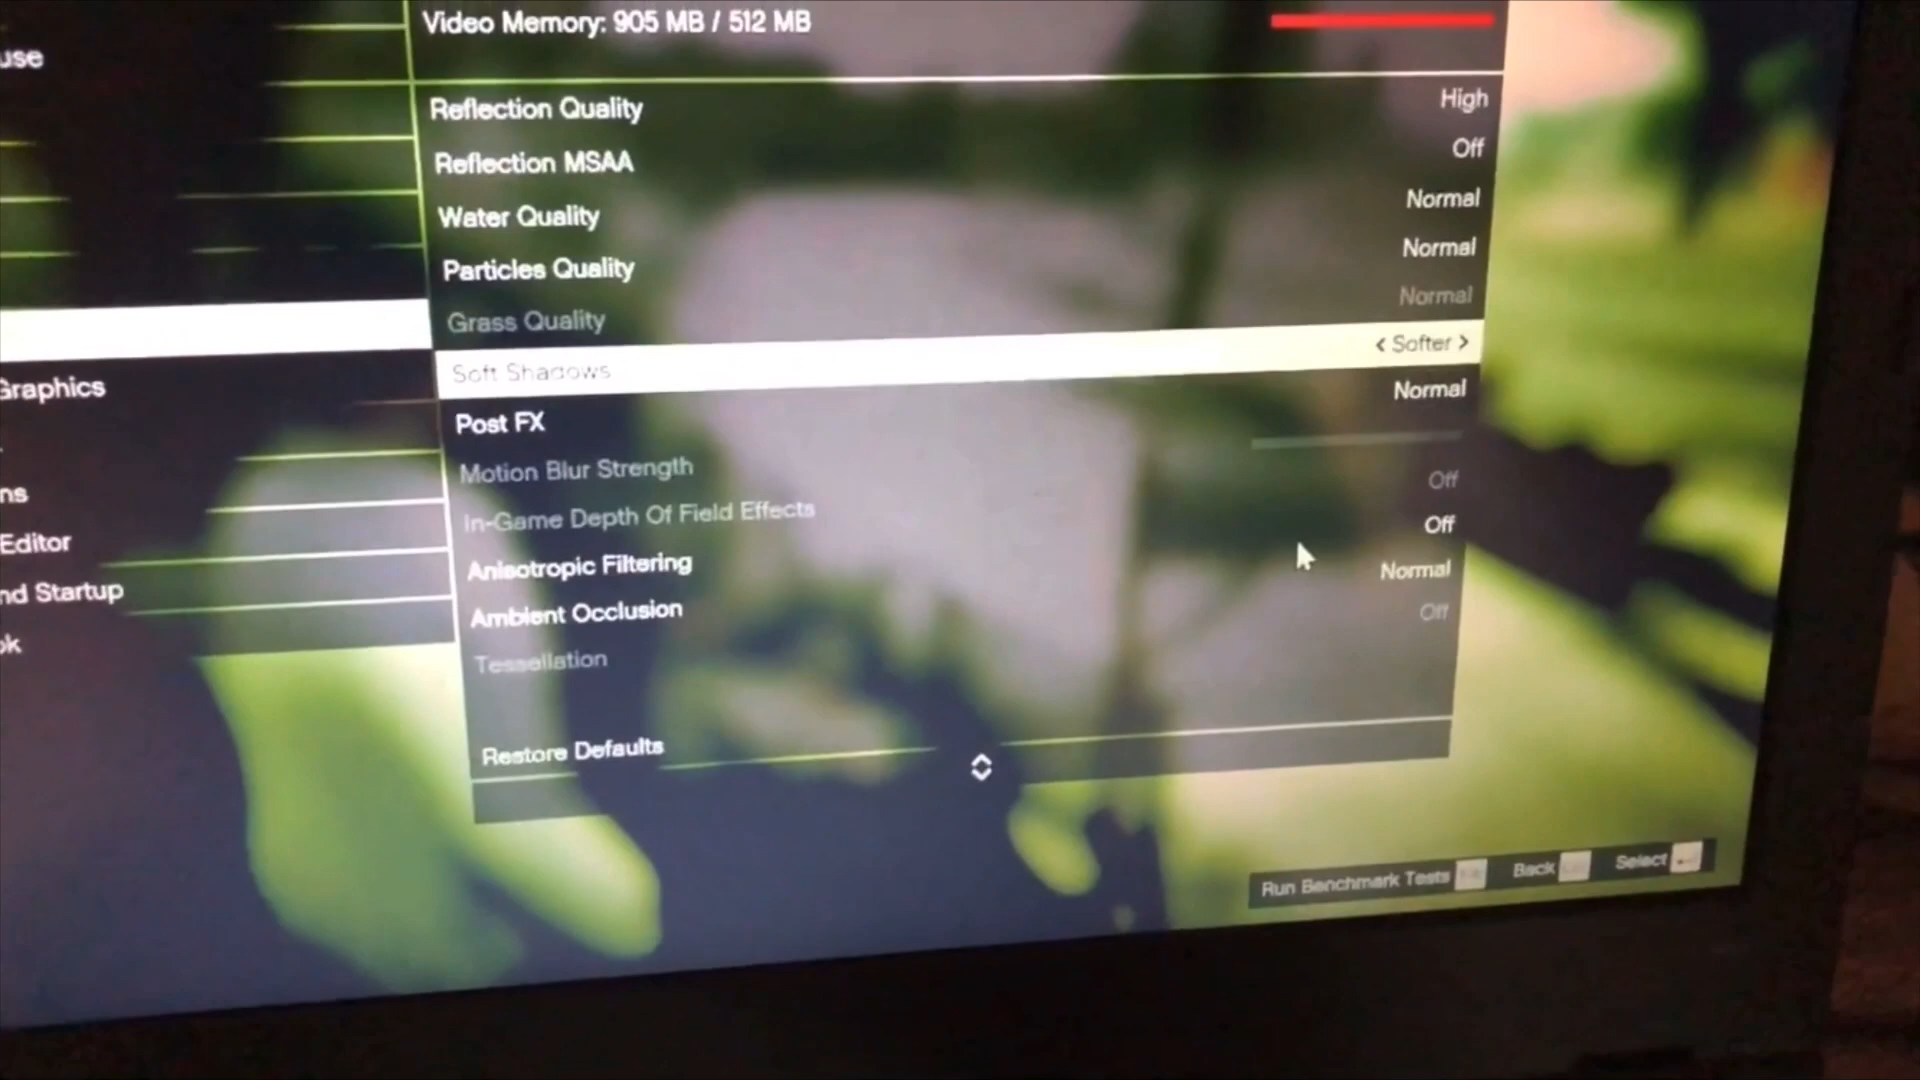 Video Memory: 905 MB / 512 MB
use
Reflection Quality High
Reflection MSAA Off
Water Quality Normal
Particles Quality Normal
Grass Quality Normal
Soft Shadows < Softer >
Graphics
Post FX Normal
Motion Blur Strength
ns
In-Game Depth Of Field Effects Off
Editor
Anisotropic Filtering Off
nd Startup
Ambient Occlusion Normal
ok
Tessellation Off
Restore Defaults
Run Benchmark Tests Back Select